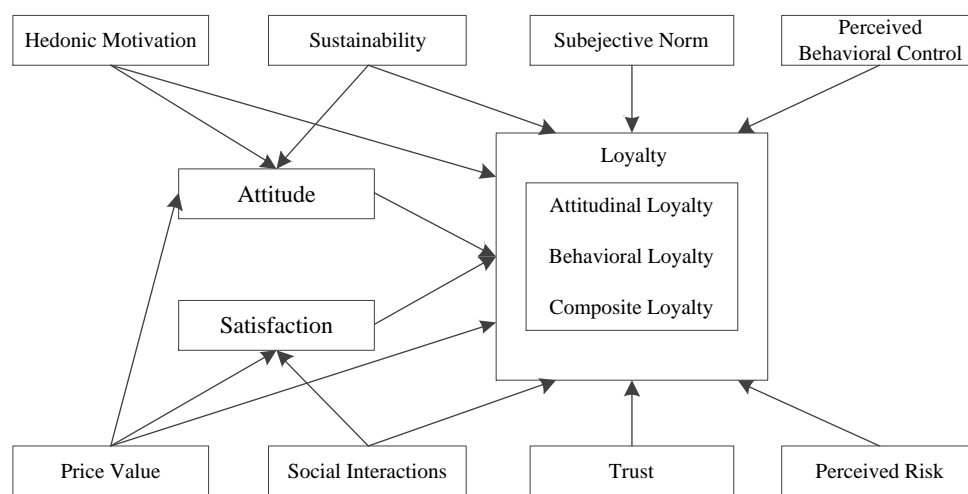 Hedonic Motivation
Sustainability
Subejective Norm
Perceived
Behavioral Control
Loyalty
Attitude
Attitudinal Loyalty
Behavioral Loyalty
Composite Loyalty
Satisfaction
Price Value
Social Interactions
Trust
Perceived Risk